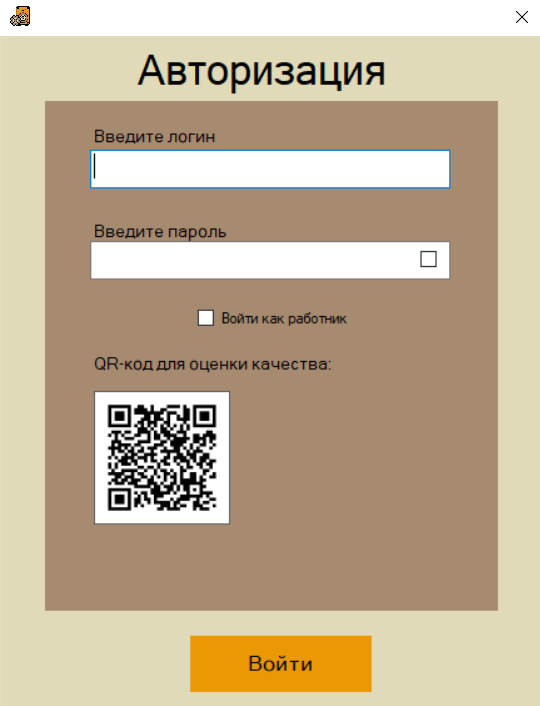 Авторизация
Введите логин
Введите пароль
Войти как работник
QR-код для оценки качества:
Войти